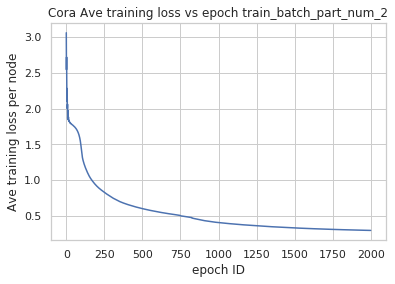 Cora Ave training loss vs epoch train_batch_part_num_2
Ave training loss per node
3.0
2.5
2.0
1.5
1.0
0.5
0 250 500 750 1000 1250 1500 1750 2000
epoch ID